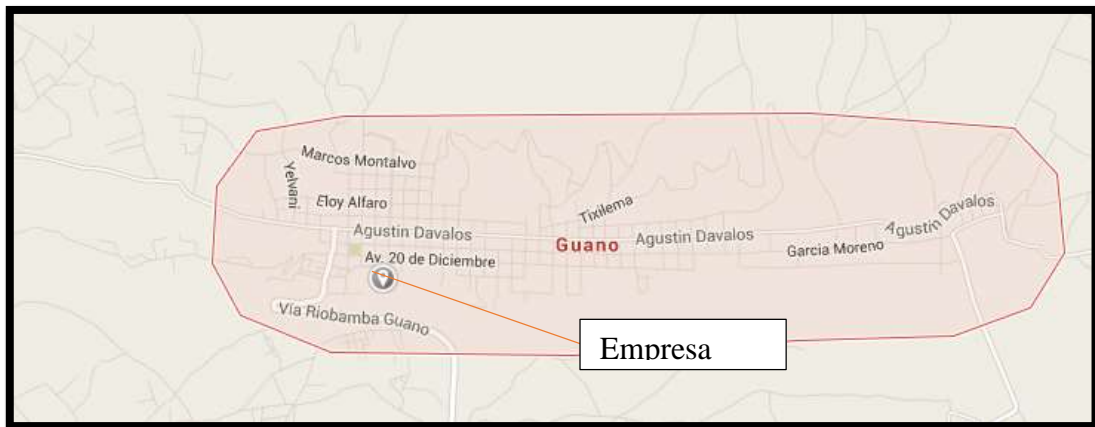 Marcos Montalvo
Yelvani
Eloy Alfaro
Tixilema
Agustin Davalos
Agustin Davalos
Agustin Davalos
Guano
Garcia Moreno
Av. 20 de Diciembre
Vía Riobamba Guano
Empresa